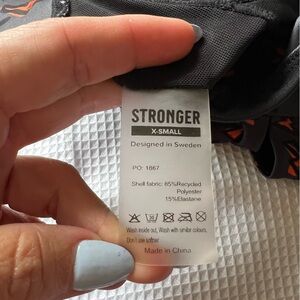 STRONGER
X-SMALL
Designed in Sweden
PO: 1867
Shell fabric: 85%Recycled
Polyester
15%Elastane
Wash inside out, Wash with similar colours.
Don't use softner
Made in China